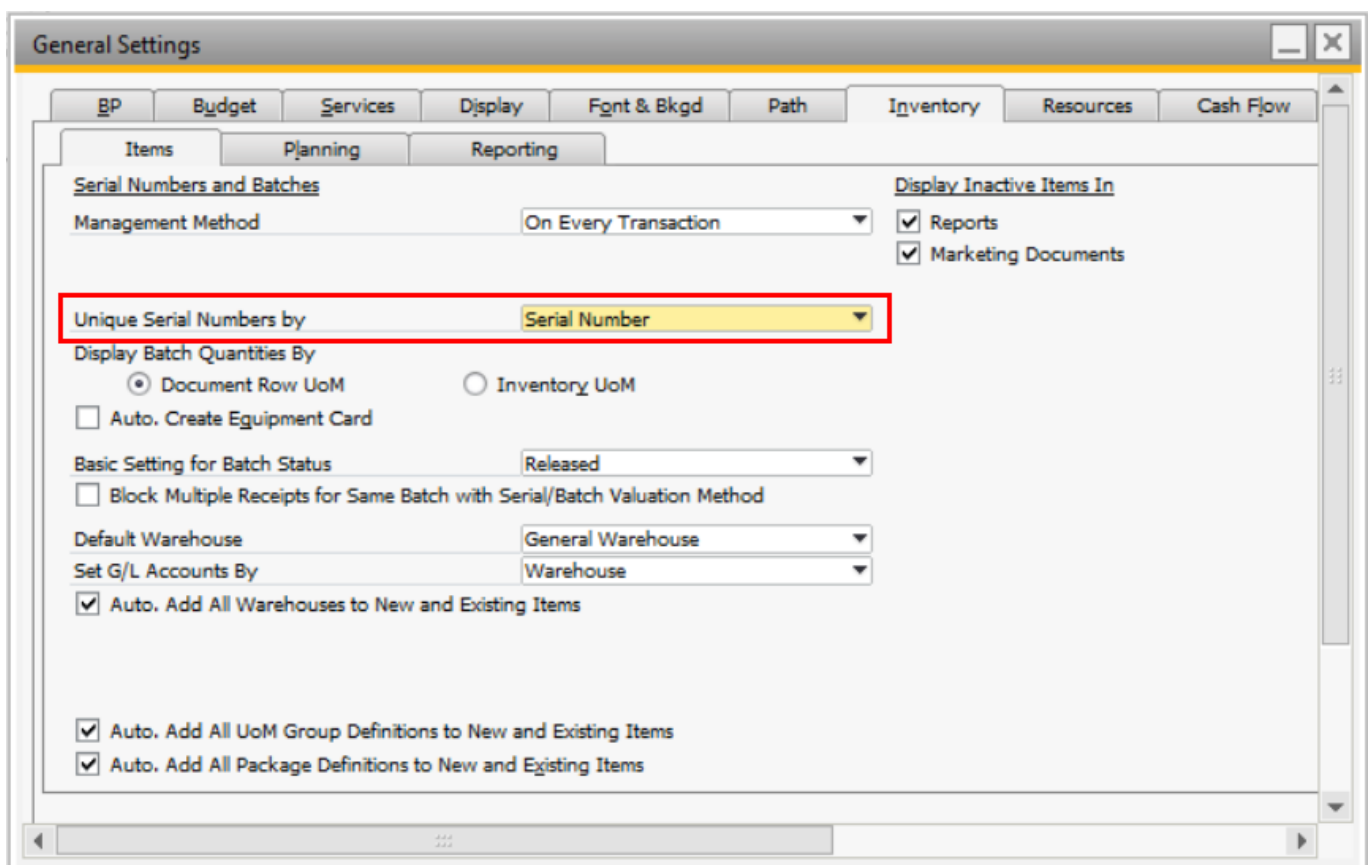 General Settings
BP Budget Services Display Font & Bkgd Path Inventory Resources Cash Flow
Items Planning Reporting
Serial Numbers and Batches Display Inactive Items In
Management Method On Every Transaction Reports
Marketing Documents
Unique Serial Numbers by Serial Number
Display Batch Quantities By
Document Row UoM Inventory UoM
Auto. Create Equipment Card
Basic Setting for Batch Status Released
Block Multiple Receipts for Same Batch with Serial/Batch Valuation Method
Default Warehouse General Warehouse
Set G/L Accounts By Warehouse
Auto. Add All Warehouses to New and Existing Items
Auto. Add All UoM Group Definitions to New and Existing Items
Auto. Add All Package Definitions to New and Existing Items